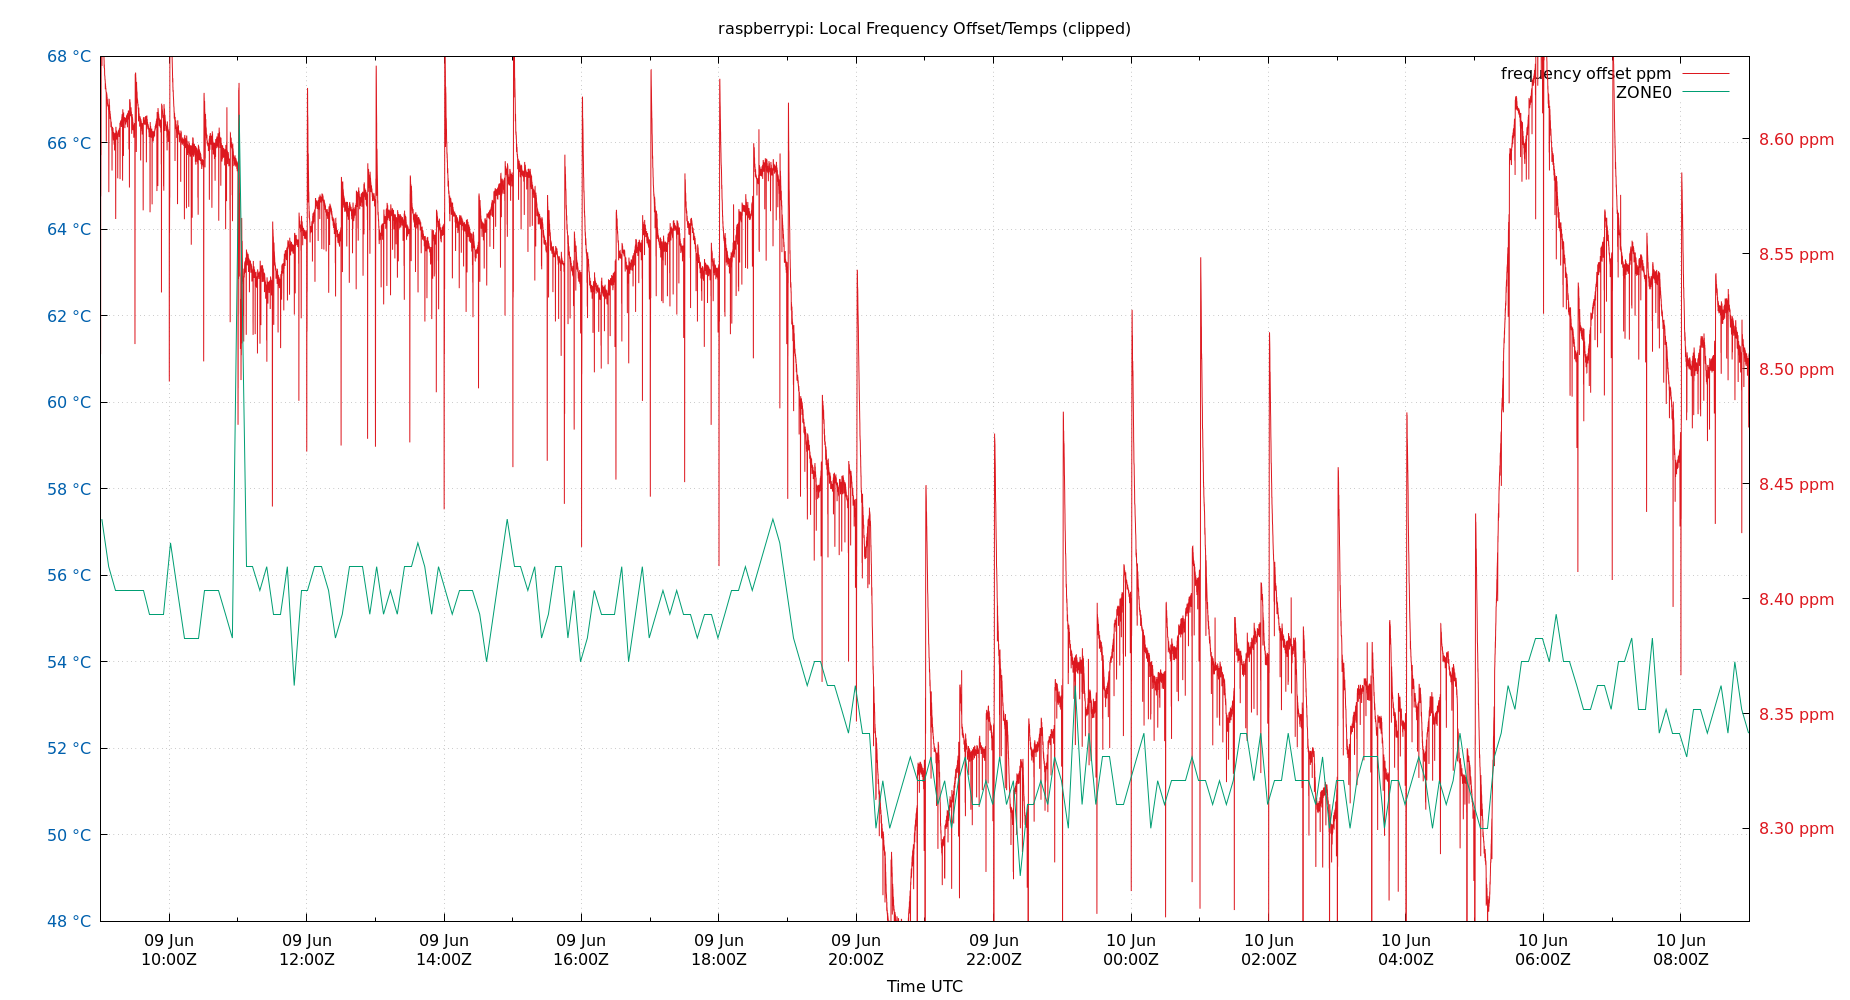 raspberrypi: Local Frequency Offset/Temps (clipped)
68 °C
66 °C
64 °C
62 °C
60 °C
58 °C
56 °C
54 °C
52 °C
50 °C
48 °C
frequency offset ppm
ZONE0
8.60 ppm
8.55 ppm
8.50 ppm
8.45 ppm
8.40 ppm
8.35 ppm
8.30 ppm
09 Jun
10:00Z
09 Jun
12:00Z
09 Jun
14:00Z
09 Jun
16:00Z
09 Jun
18:00Z
09 Jun
20:00Z
09 Jun
22:00Z
10 Jun
00:00Z
10 Jun
02:00Z
10 Jun
04:00Z
10 Jun
06:00Z
10 Jun
08:00Z
Time UTC